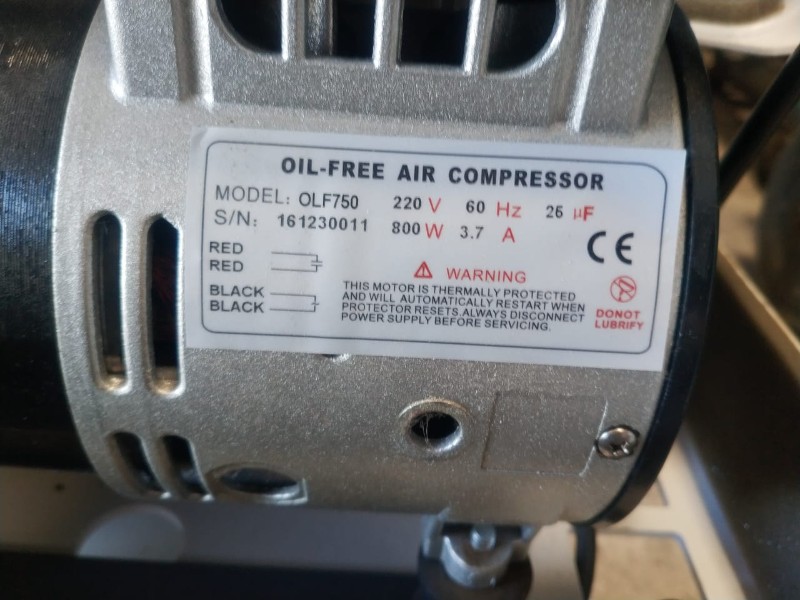 OIL-FREE AIR COMPRESSOR
MODEL: OLF750 220 V 60 Hz 25 µF
S/N: 161230011 800 W 3.7 A
CE
RED
RED
BLACK
BLACK
WARNING
THIS MOTOR IS THERMALLY PROTECTED
AND WILL AUTOMATICALLY RESTART WHEN
PROTECTOR RESETS.ALWAYS DISCONNECT
POWER SUPPLY BEFORE SERVICING.
DONOT
LUBRIFY